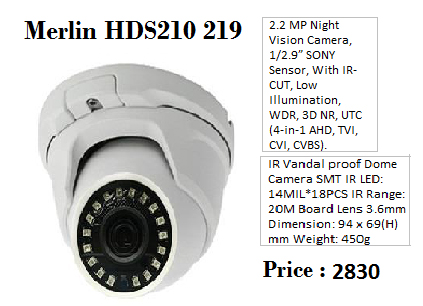 Merlin HDS210 219
2.2 MP Night
Vision Camera,
1/2.9” SONY
Sensor, With IR-
CUT, Low
Illumination,
WDR, 3D NR, UTC
(4-in-1 AHD, TVI,
CVI, CVBS).
IR Vandal proof Dome
Camera SMT IR LED:
14MIL*18PCS IR Range:
20M Board Lens 3.6mm
Dimension: 94 x 69(H)
mm Weight: 450g
Price : 2830